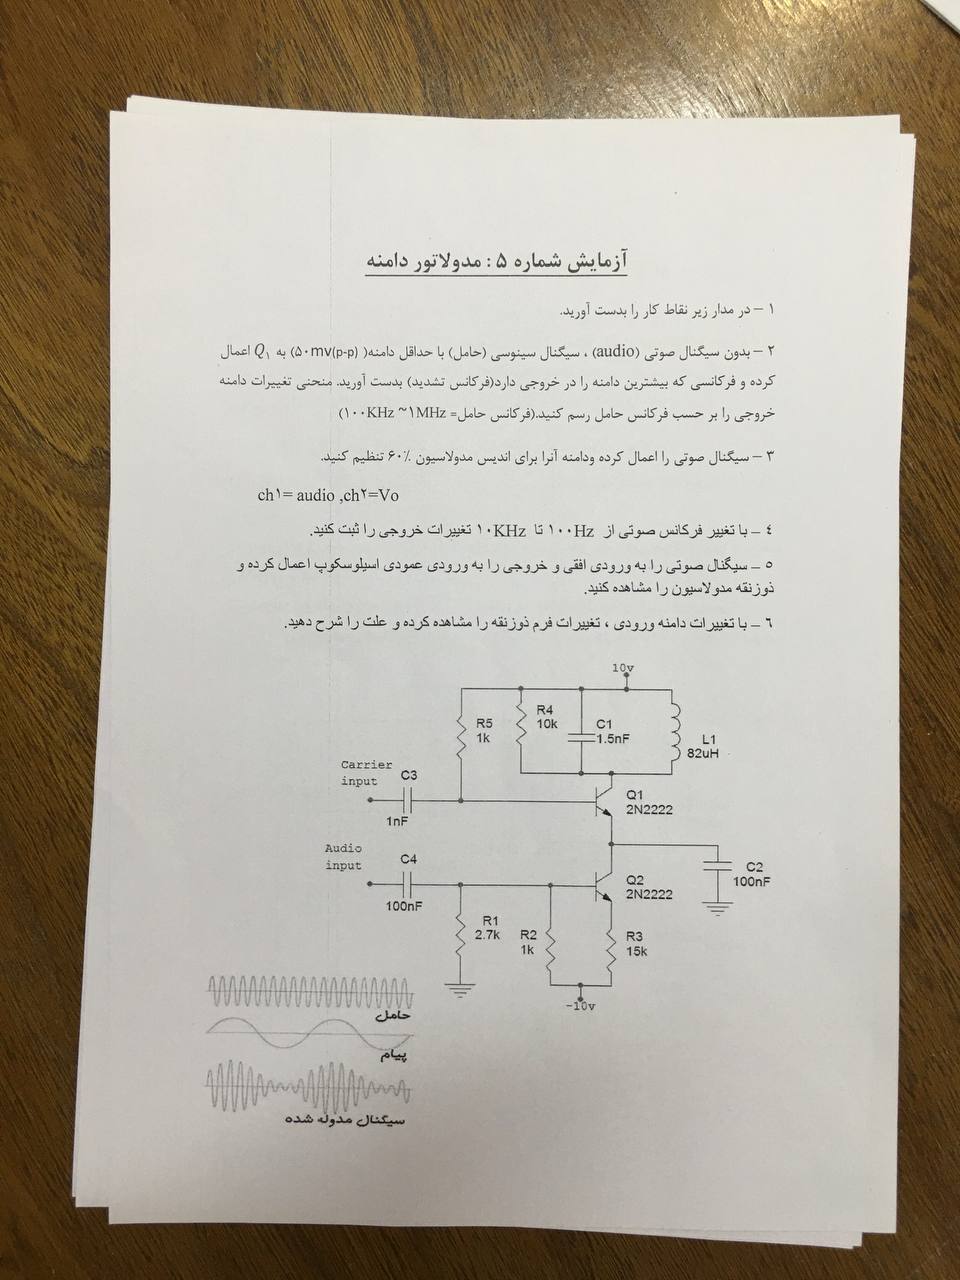 آزمایش شماره ۵ : مدولاتور دامنه
۱ – در مدار زیر نقاط کار را بدست آورید.
۲ – بدون سیگنال صوتی (audio) ، سیگنال سینوسی (حامل) با حداقل دامنه( ۵۰mv(p-p)) به Q۱ اعمال
کرده و فرکانسی که بیشترین دامنه را در خروجی دارد(فرکانس تشدید) بدست آورید. منحنی تغییرات دامنه
خروجی را بر حسب فرکانس حامل رسم کنید.(فرکانس حامل= ۱۰۰KHz ~۱MHz)
۳ – سیگنال صوتی را اعمال کرده ودامنه آنرا برای اندیس مدولاسیون ۶۰٪ تنظیم کنید.
ch۱= audio ,ch۲=Vo
٤ – با تغییر فرکانس صوتی از ۱۰۰Hz تا ۱۰KHz تغییرات خروجی را ثبت کنید.
٥ – سیگنال صوتی را به ورودی افقی و خروجی را به ورودی عمودی اسیلوسکوپ اعمال کرده و
ذوزنقه مدولاسیون را مشاهده کنید.
٦ – با تغییرات دامنه ورودی ، تغییرات فرم ذوزنقه را مشاهده کرده و علت را شرح دهید.
10v
R5
1k
R4
10k
C1
1.5nF
L1
82uH
Carrier
input
C3
1nF
Q1
2N2222
Audio
input
C4
100nF
Q2
2N2222
C2
100nF
R1
2.7k
R2
1k
R3
15k
-10v
حامل
پیام
سیگنال مدوله شده